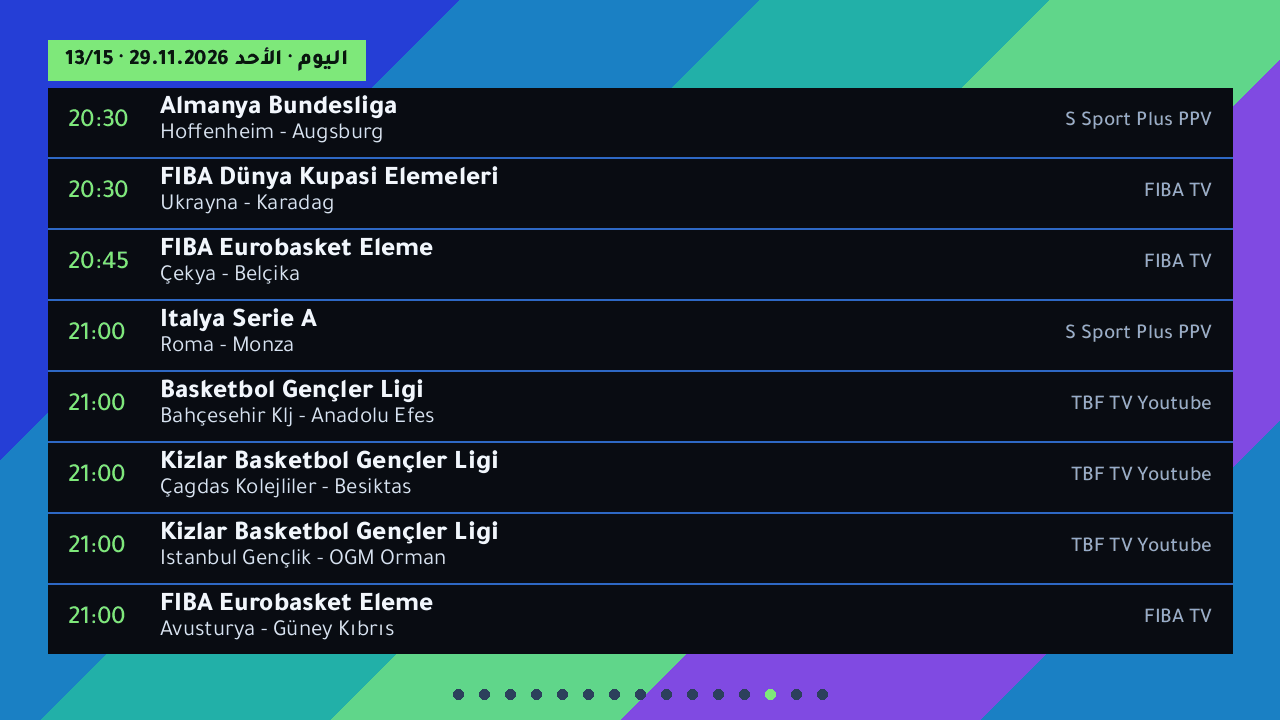 اليوم · الأحد 29.11.2026 · 13/15
20:30
Almanya Bundesliga
Hoffenheim - Augsburg
S Sport Plus PPV
20:30
FIBA Dünya Kupasi Elemeleri
Ukrayna - Karadag
FIBA TV
20:45
FIBA Eurobasket Eleme
Çekya - Belçika
FIBA TV
21:00
Italya Serie A
Roma - Monza
S Sport Plus PPV
21:00
Basketbol Gençler Ligi
Bahçesehir Klj - Anadolu Efes
TBF TV Youtube
21:00
Kizlar Basketbol Gençler Ligi
Çagdas Kolejliler - Besiktas
TBF TV Youtube
21:00
Kizlar Basketbol Gençler Ligi
Istanbul Gençlik - OGM Orman
TBF TV Youtube
21:00
FIBA Eurobasket Eleme
Avusturya - Güney Kıbrıs
FIBA TV